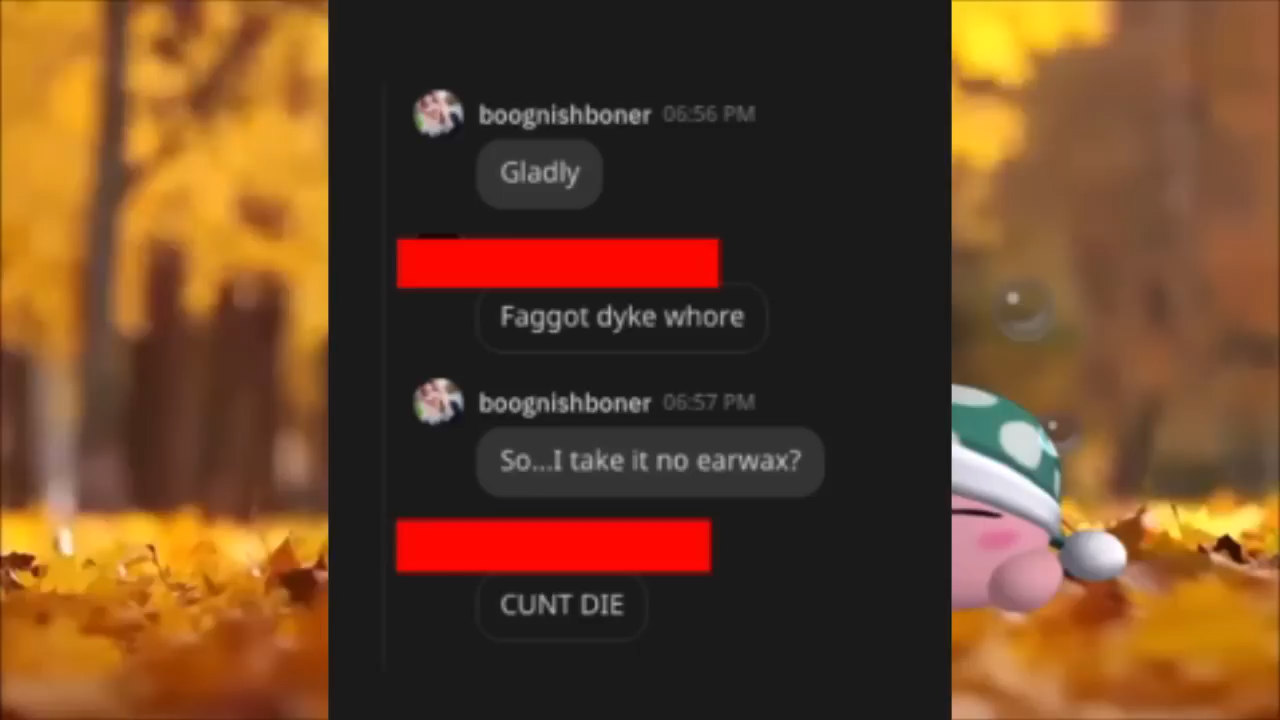 boognishboner 06:56 PM
Gladly
Faggot dyke whore
boognishboner 06:57 PM
So...I take it no earwax?
CUNT DIE